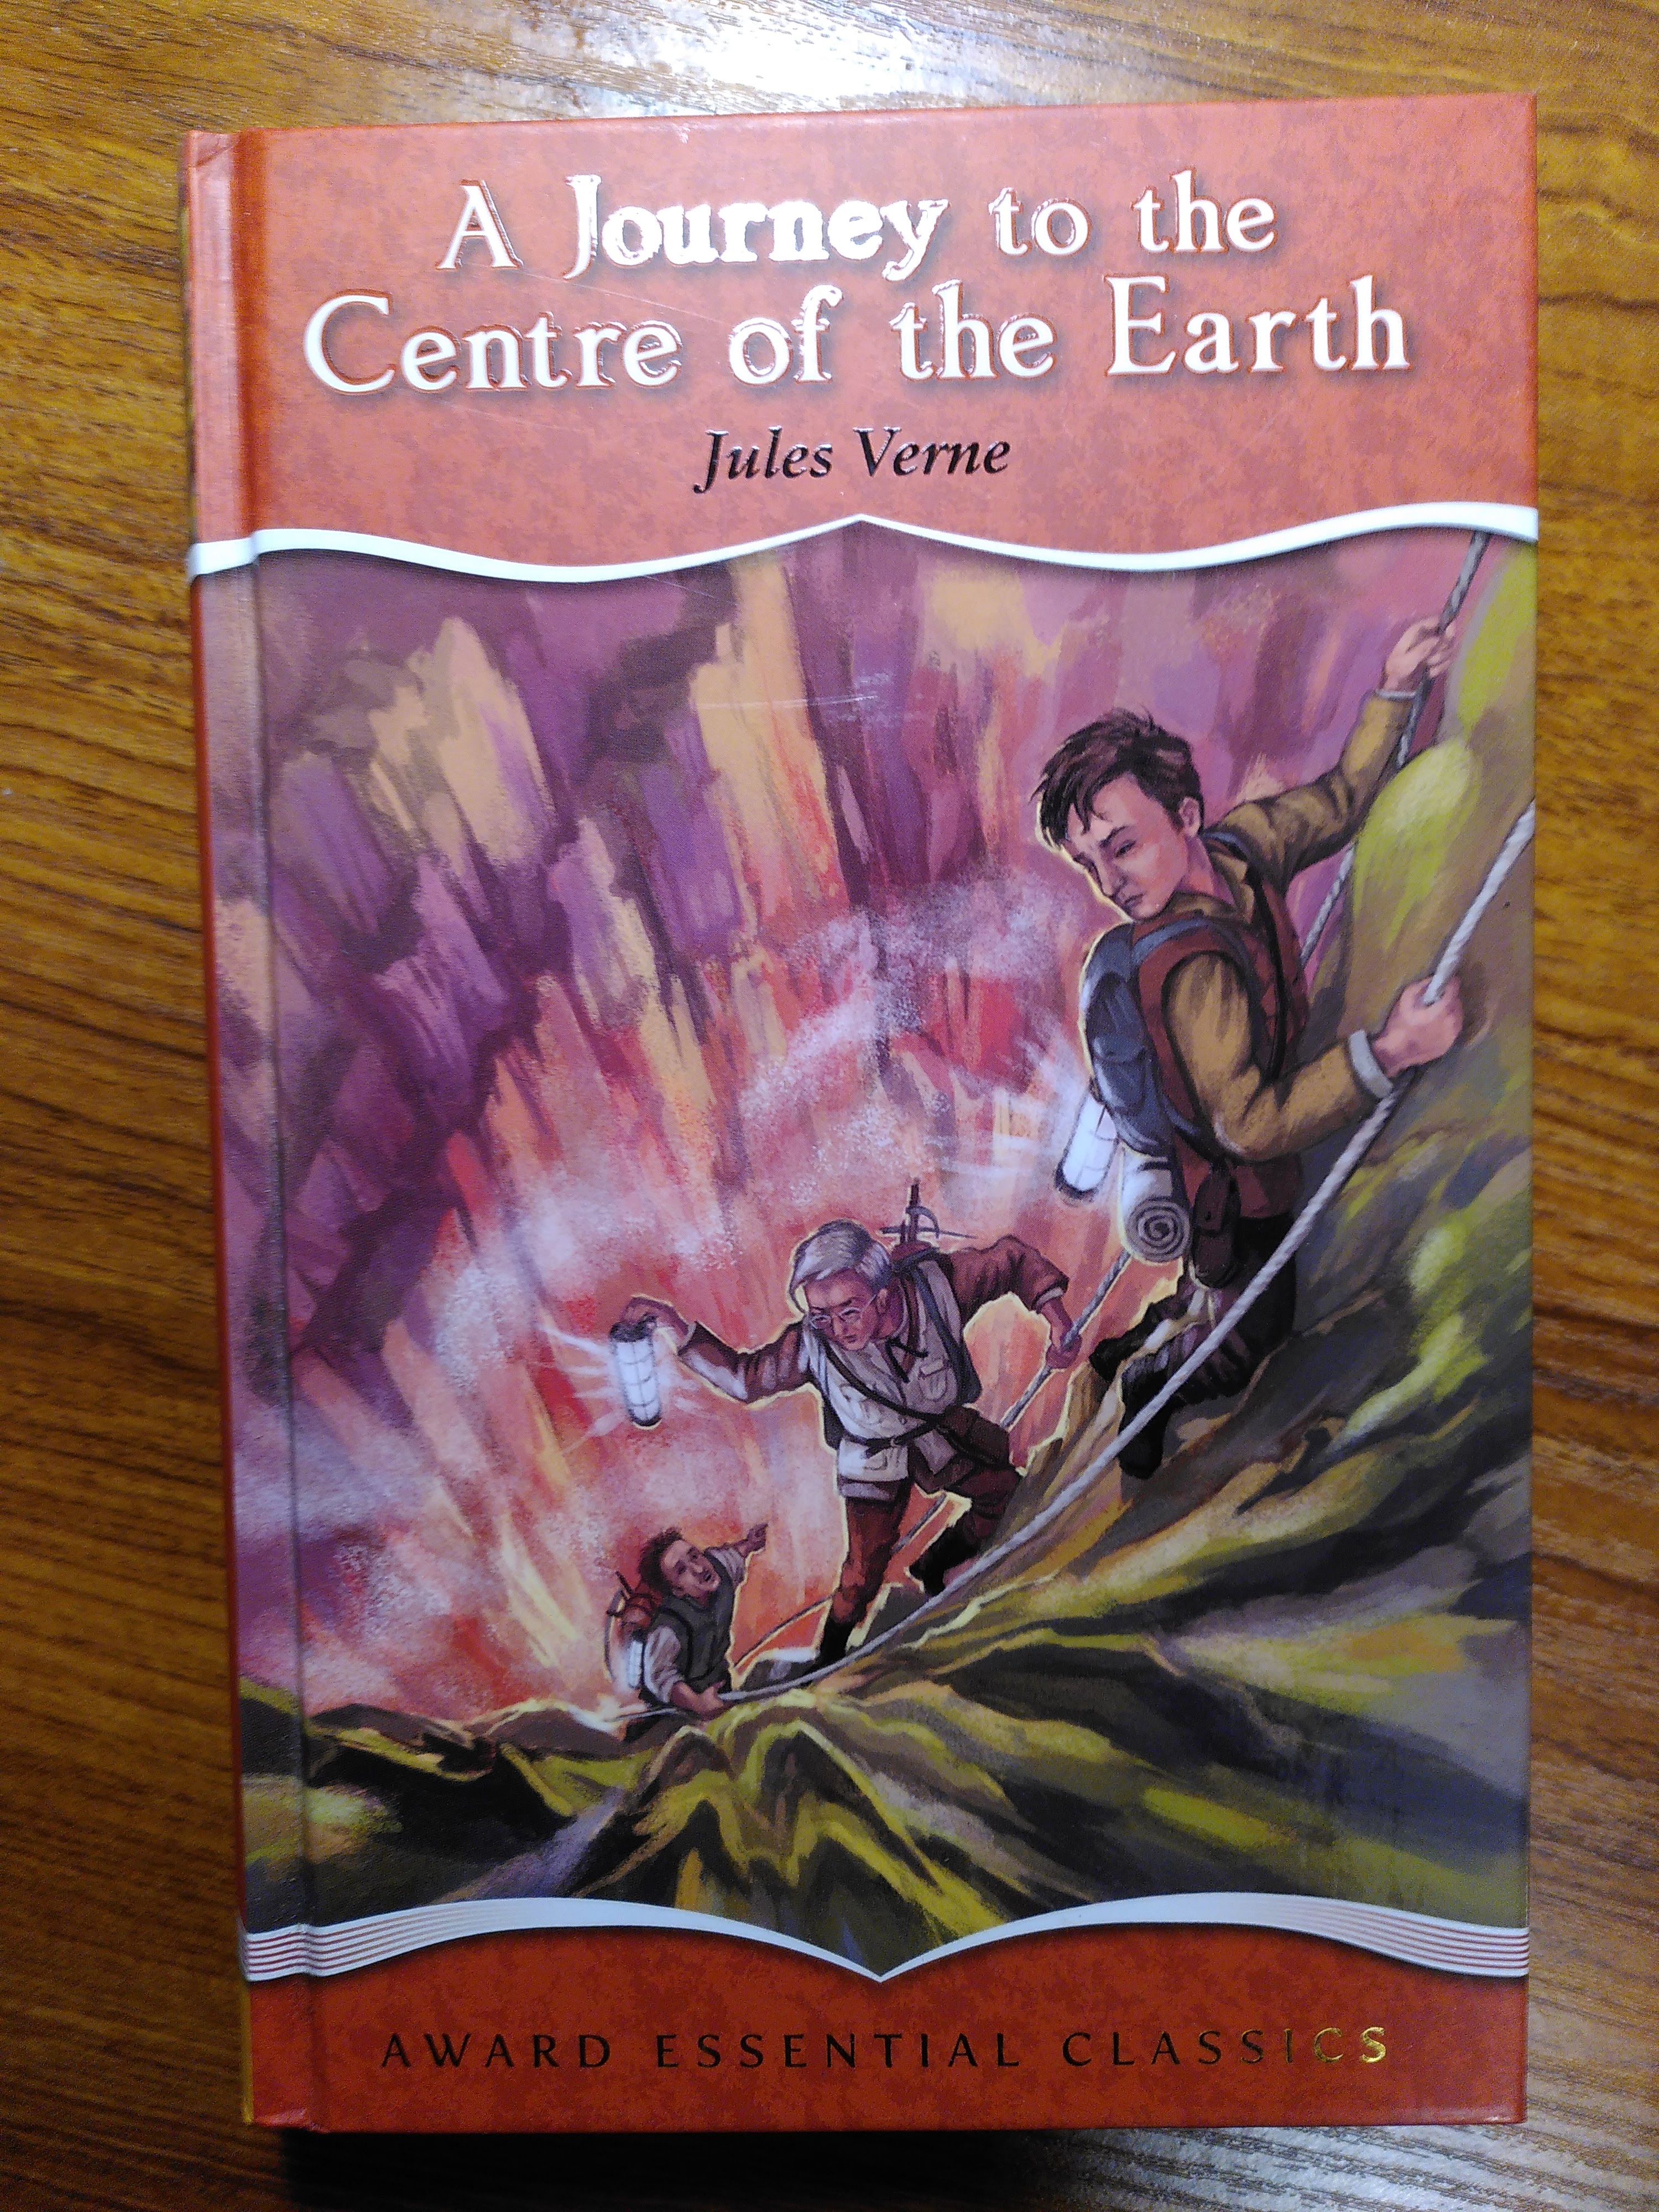 A Journey to the
Centre of the Earth
Jules Verne
AWARD ESSENTIAL CLASSICS